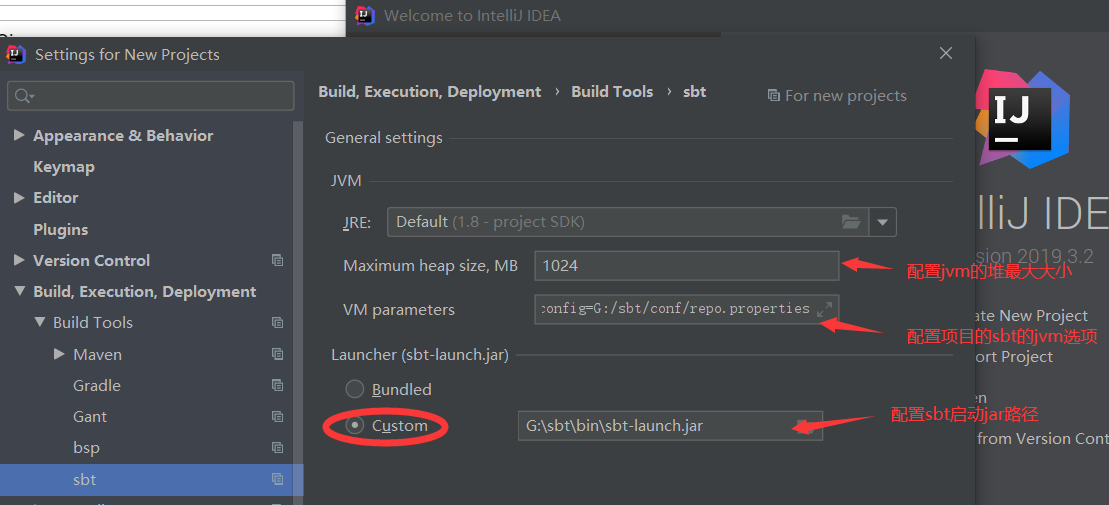 Welcome to IntelliJ IDEA
Settings for New Projects
Appearance & Behavior
Keymap
Editor
Plugins
Version Control
Build, Execution, Deployment
Build Tools
Maven
Gradle
Gant
bsp
sbt
Build, Execution, Deployment › Build Tools › sbt
For new projects
General settings
JVM
JRE: Default (1.8 - project SDK)
Maximum heap size, MB 1024
配置jvm的堆最大大小
VM parameters config=G:/sbt/conf/repo.properties
配置项目的sbt的jvm选项
Launcher (sbt-launch.jar)
Bundled
Custom G:\sbt\bin\sbt-launch.jar
配置sbt启动jar路径
IJ
lliJ IDE
sion 2019.3.2
ate New Project
ort Project
en
from Version Cont